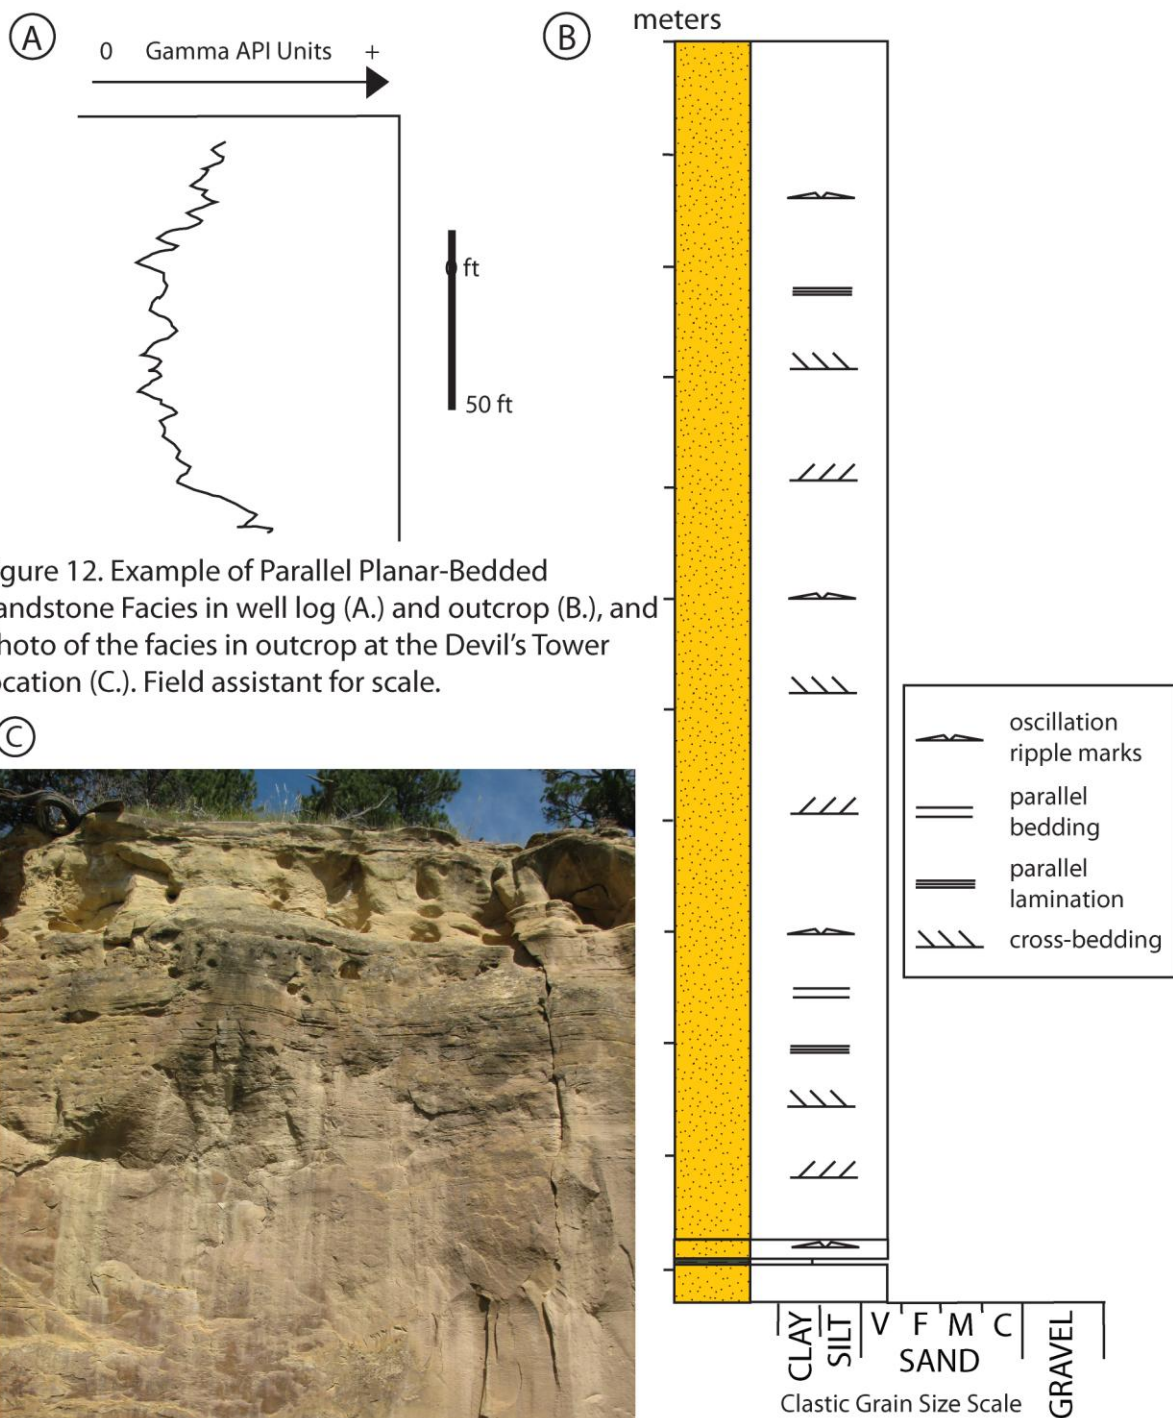 A
0 Gamma API Units +
0 ft
50 ft
gure 12. Example of Parallel Planar-Bedded
andstone Facies in well log (A.) and outcrop (B.), and
hoto of the facies in outcrop at the Devil's Tower
ocation (C.). Field assistant for scale.
C
B
meters
oscillation
ripple marks
parallel
bedding
parallel
lamination
cross-bedding
CLAY
SILT
V F M C
SAND
GRAVEL
Clastic Grain Size Scale